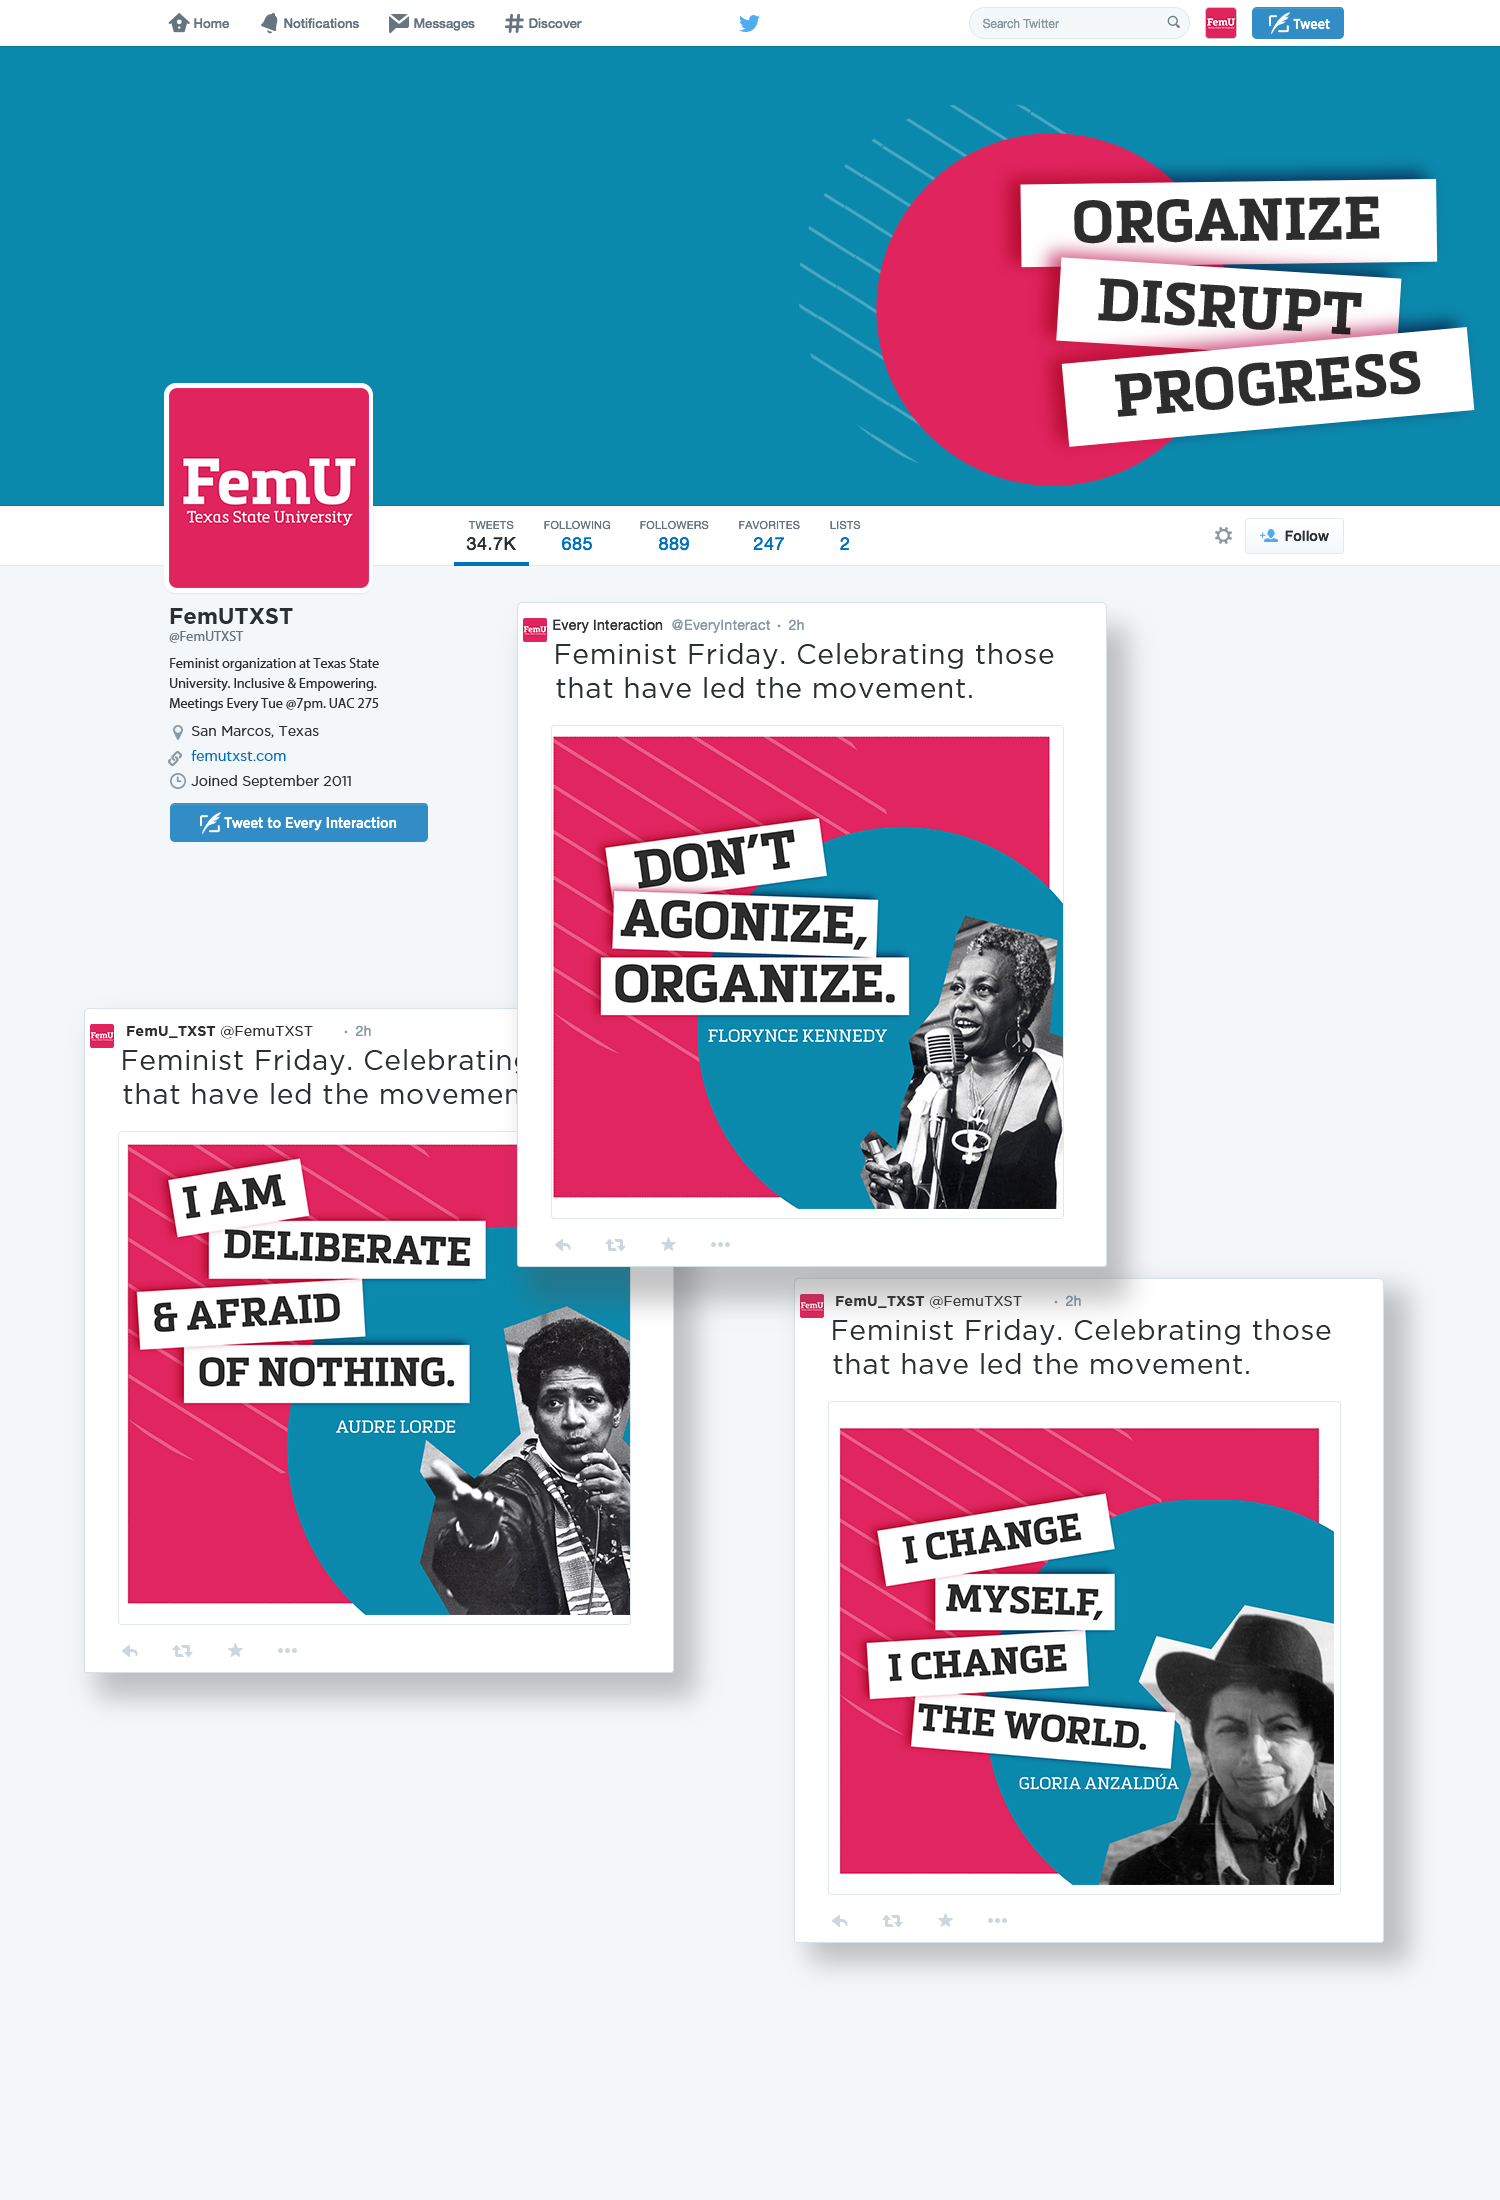 Home Notifications Messages Discover Search Twitter FemU Tweet
ORGANIZE
DISRUPT
PROGRESS
FemU
Texas State University
TWEETS FOLLOWING FOLLOWERS FAVORITES LISTS
34.7K 685 889 247 2
Follow
FemUTXST
@FemUTXST
Feminist organization at Texas State
University. Inclusive & Empowering.
Meetings Every Tue @7pm. UAC 275
San Marcos, Texas
femutxst.com
Joined September 2011
Tweet to Every Interaction
FemU Every Interaction @EveryInteract · 2h
Feminist Friday. Celebrating those
that have led the movement.
DON'T
AGONIZE,
ORGANIZE.
FLORYNCE KENNEDY
FemU FemU_TXST @FemuTXST · 2h
Feminist Friday. Celebrating
that have led the movemen
I AM
DELIBERATE
& AFRAID
OF NOTHING.
AUDRE LORDE
FemU FemU_TXST @FemuTXST · 2h
Feminist Friday. Celebrating those
that have led the movement.
I CHANGE
MYSELF,
I CHANGE
THE WORLD.
GLORIA ANZALDÚA